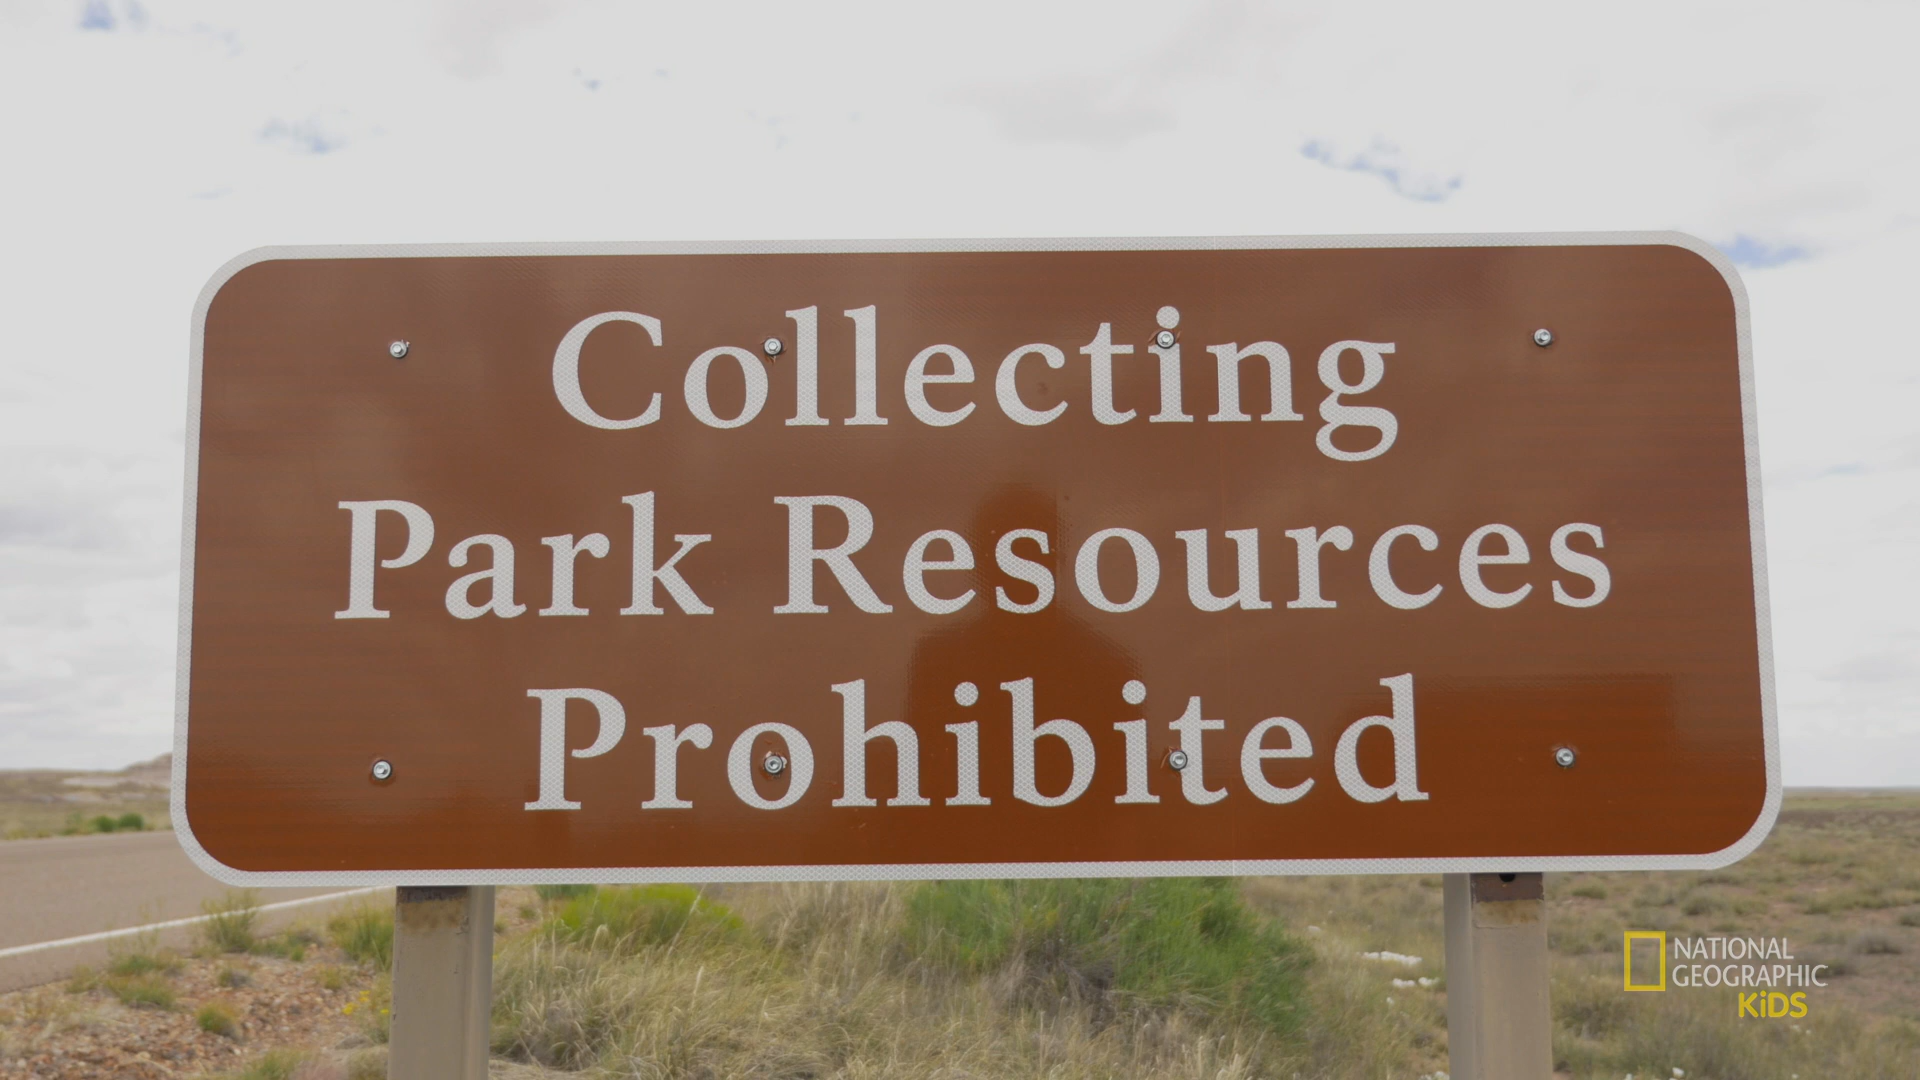 Collecting
Park Resources
Prohibited
NATIONAL
GEOGRAPHIC
KiDS